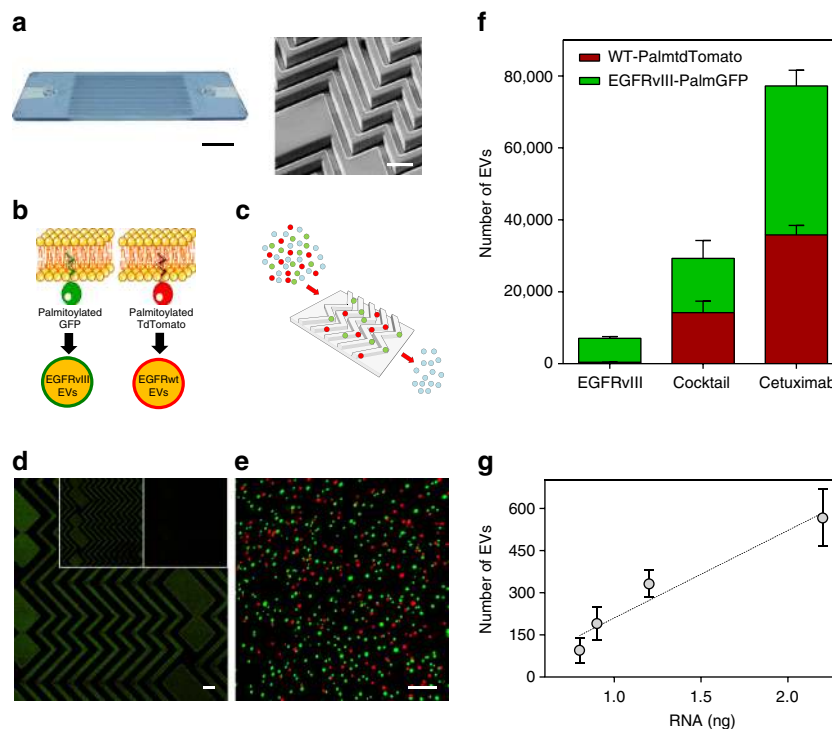 a
b
Palmitoylated
GFP
Palmitoylated
TdTomato
EGFRvIII
EVs
EGFRwt
EVs
c
d
e
f
WT-PalmtdTomato
EGFRvIII-PalmGFP
Number of EVs
80,000
60,000
40,000
20,000
0
EGFRvIII
Cocktail
Cetuximab
g
Number of EVs
600
450
300
150
0
1.0
1.5
2.0
RNA (ng)